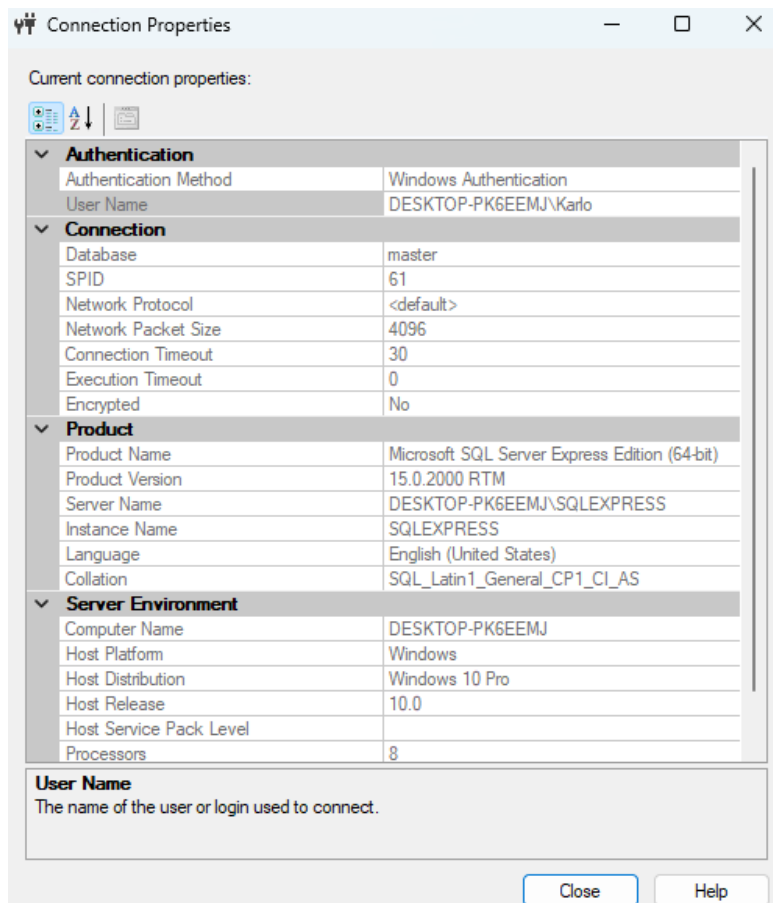 Connection Properties
Current connection properties:
Authentication
Authentication Method Windows Authentication
User Name DESKTOP-PK6EEMJ\Karlo
Connection
Database master
SPID 61
Network Protocol <default>
Network Packet Size 4096
Connection Timeout 30
Execution Timeout 0
Encrypted No
Product
Product Name Microsoft SQL Server Express Edition (64-bit)
Product Version 15.0.2000 RTM
Server Name DESKTOP-PK6EEMJ\SQLEXPRESS
Instance Name SQLEXPRESS
Language English (United States)
Collation SQL_Latin1_General_CP1_CI_AS
Server Environment
Computer Name DESKTOP-PK6EEMJ
Host Platform Windows
Host Distribution Windows 10 Pro
Host Release 10.0
Host Service Pack Level
Processors 8
User Name
The name of the user or login used to connect.
Close Help